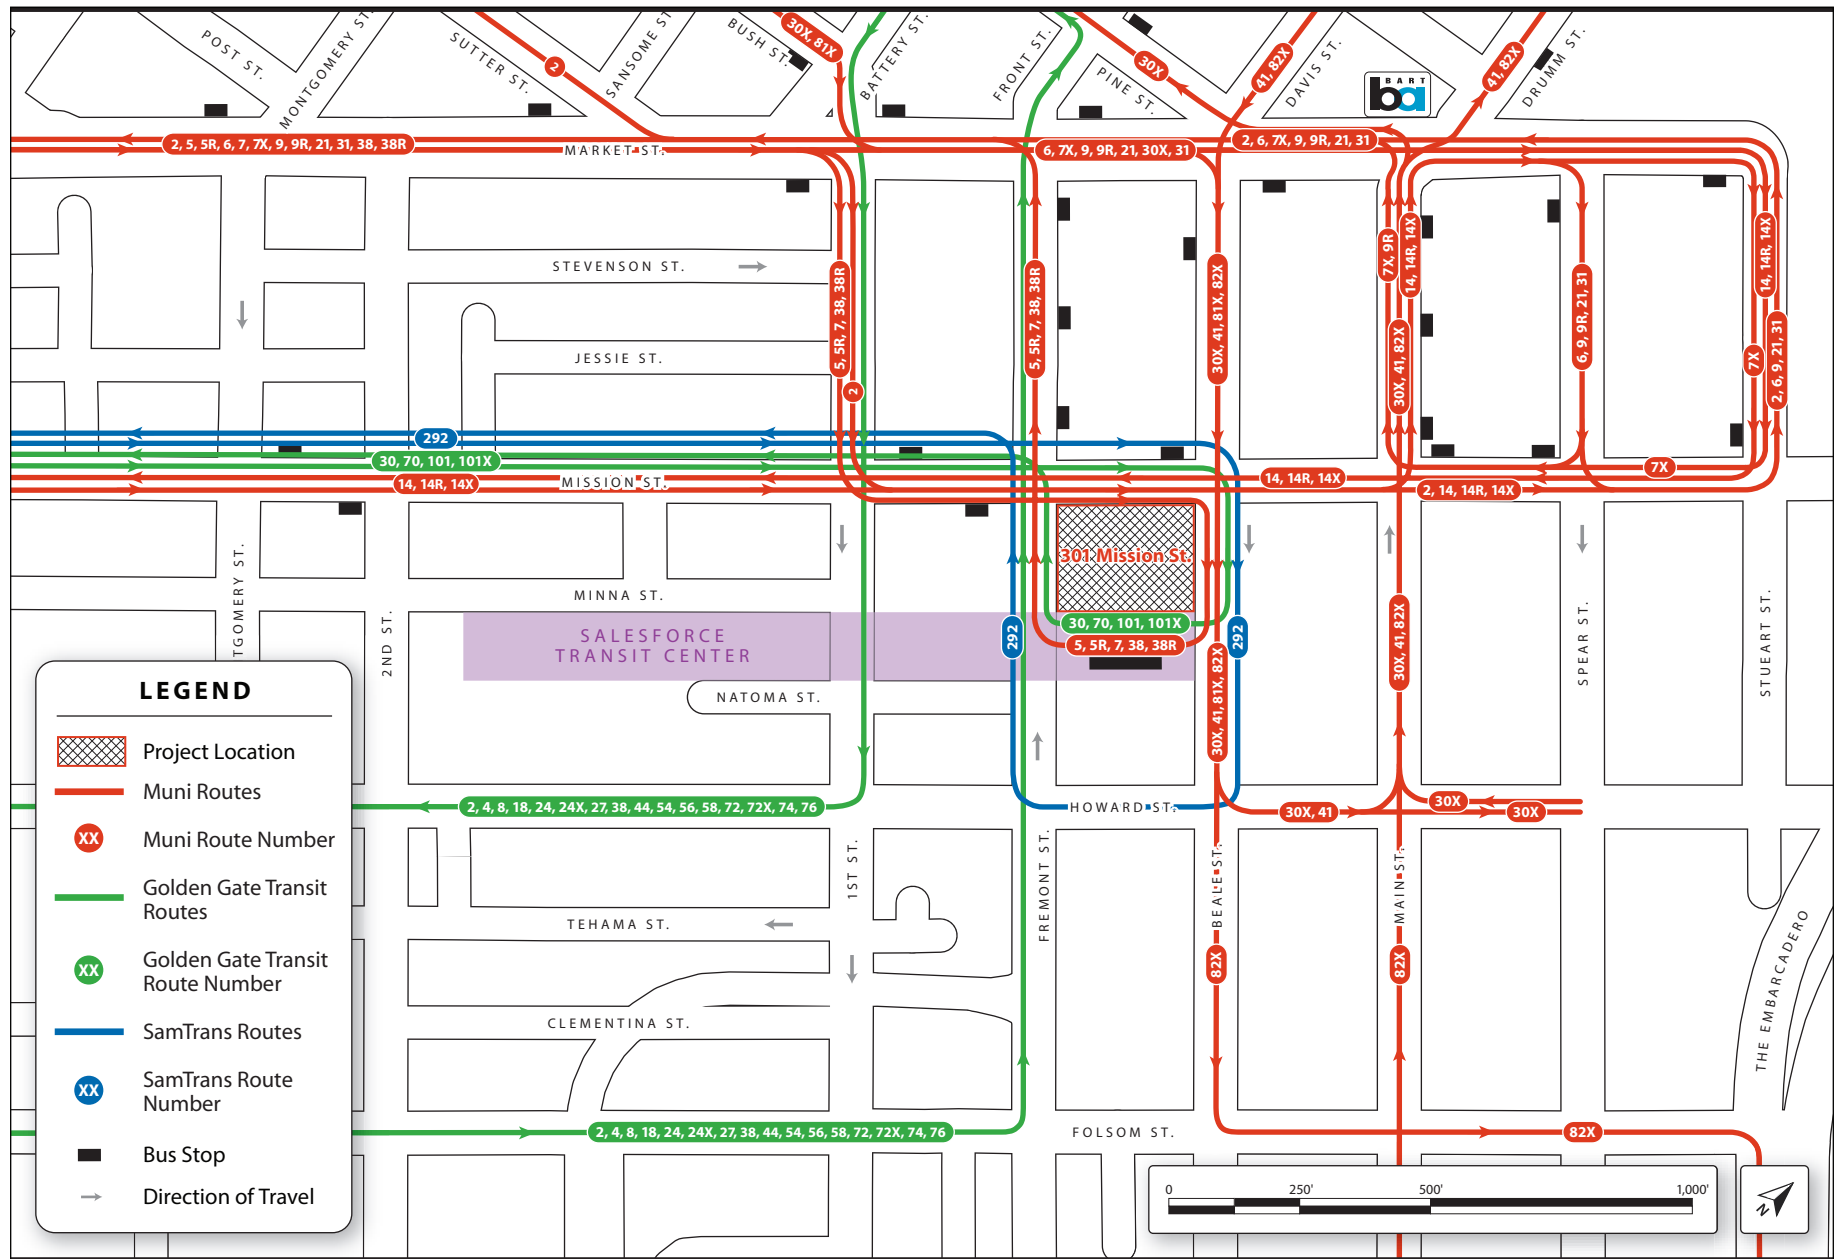 POST ST.
MONTGOMERY ST.
SUTTER ST.
SANSOME ST
BUSH ST.
30X, 81X
BATTERY ST.
FRONT ST.
PINE ST.
30X
41, 82X
DAVIS ST.
BART
ba
41, 82X
DRUMM ST.
2
2, 5, 5R, 6, 7, 7X, 9, 9R, 21, 31, 38, 38R
MARKET ST.
6, 7X, 9, 9R, 21, 30X, 31
2, 6, 7X, 9, 9R, 21, 31
STEVENSON ST.
JESSIE ST.
5, 5R, 7, 38, 38R
2
5, 5R, 7, 38, 38R
30X, 41, 81X, 82X
7X, 9R
14, 14R, 14X
30X, 41, 82X
6, 9, 9R, 21, 31
14, 14R, 14X
7X
2, 6, 9, 21, 31
292
30, 70, 101, 101X
14, 14R, 14X
MISSION ST.
14, 14R, 14X
2, 14, 14R, 14X
7X
301 Mission St.
MINNA ST.
TGOMERY ST.
2ND ST.
SALESFORCE
TRANSIT CENTER
292
30, 70, 101, 101X
5, 5R, 7, 38, 38R
292
30X, 41, 81X, 82X
30X, 41, 82X
SPEAR ST.
STUEART ST.
NATOMA ST.
2, 4, 8, 18, 24, 24X, 27, 38, 44, 54, 56, 58, 72, 72X, 74, 76
HOWARD ST.
30X, 41
30X
30X
1ST ST.
FREMONT ST.
BEALE ST.
MAIN ST.
TEHAMA ST.
82X
82X
THE EMBARCADERO
CLEMENTINA ST.
2, 4, 8, 18, 24, 24X, 27, 38, 44, 54, 56, 58, 72, 72X, 74, 76
FOLSOM ST.
82X
LEGEND
Project Location
Muni Routes
XX Muni Route Number
Golden Gate Transit
Routes
XX Golden Gate Transit
Route Number
SamTrans Routes
XX SamTrans Route
Number
Bus Stop
Direction of Travel
0 250' 500' 1,000'
N